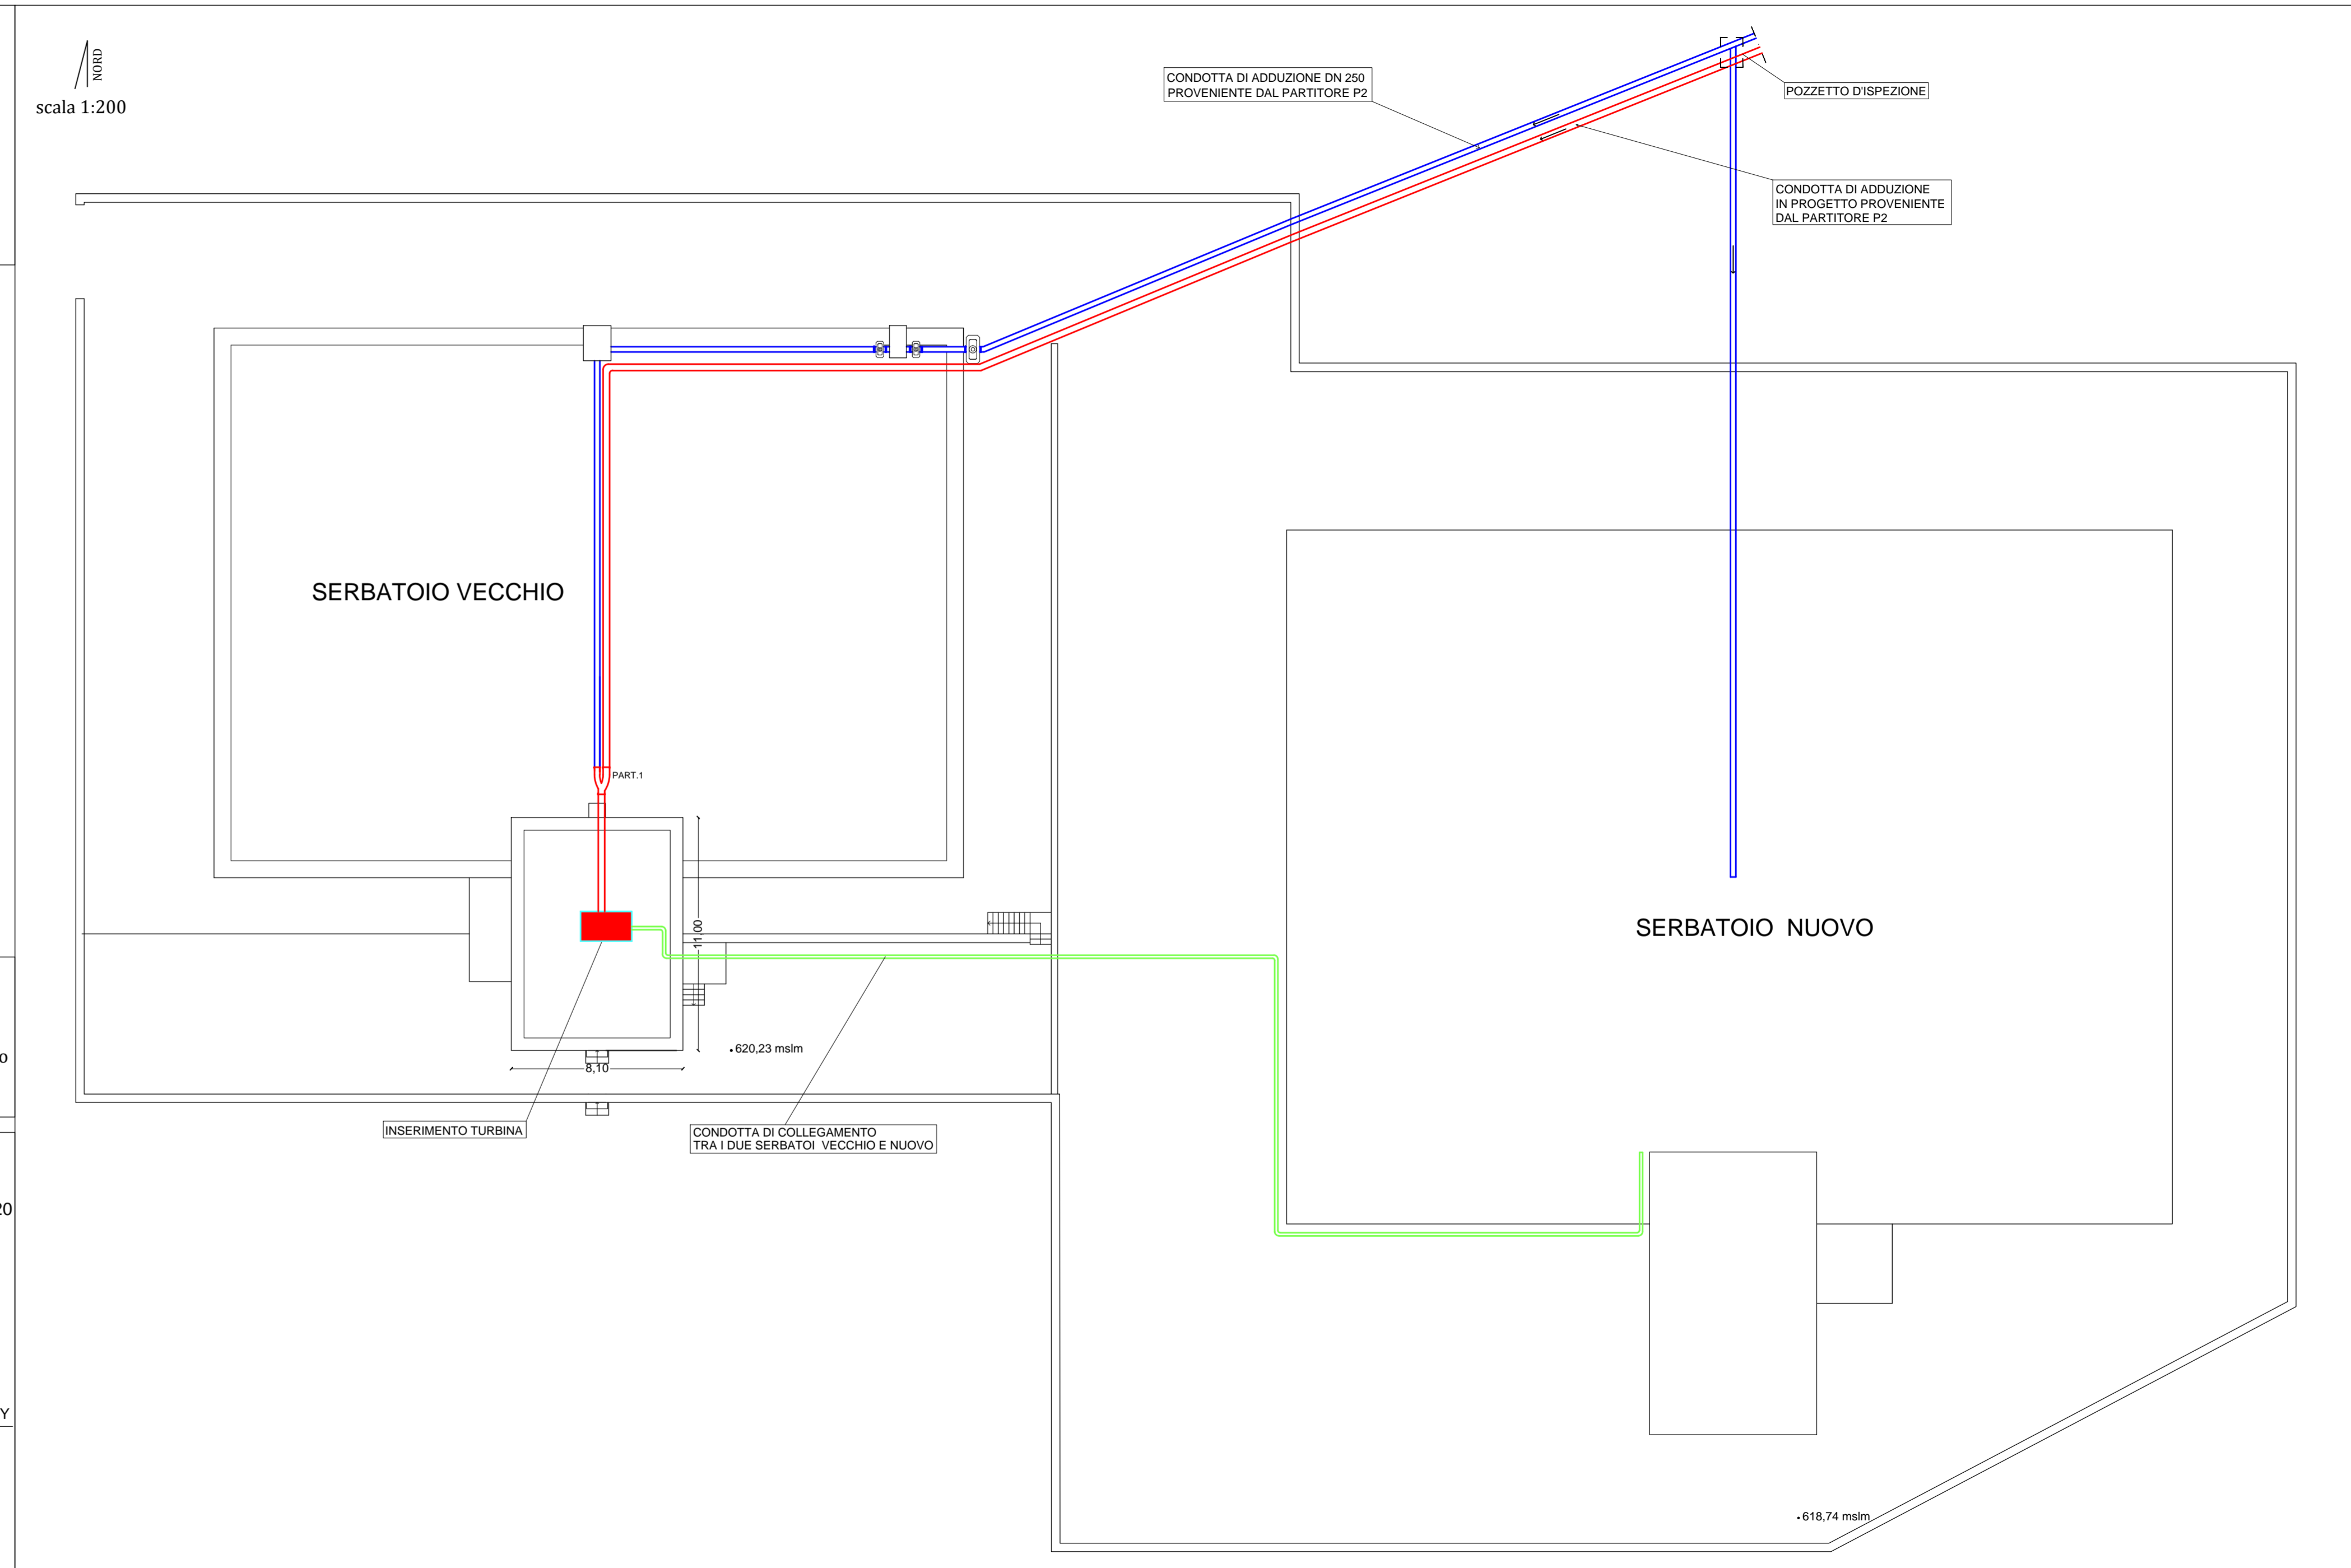 NORD
scala 1:200
CONDOTTA DI ADDUZIONE DN 250
PROVENIENTE DAL PARTITORE P2
POZZETTO D'ISPEZIONE
CONDOTTA DI ADDUZIONE
IN PROGETTO PROVENIENTE
DAL PARTITORE P2
SERBATOIO VECCHIO
PART.1
11,00
SERBATOIO NUOVO
620,23 mslm
8,10
INSERIMENTO TURBINA
CONDOTTA DI COLLEGAMENTO
TRA I DUE SERBATOI VECCHIO E NUOVO
618,74 mslm
o
20
Y